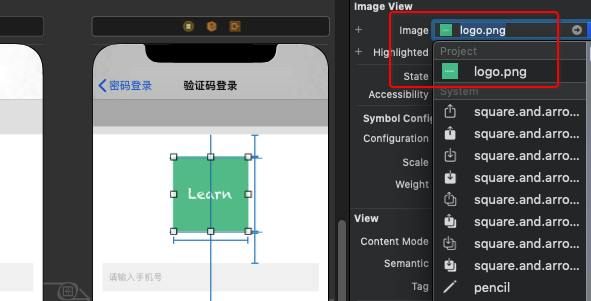 Image View
Image
logo.png
Highlighted
Project
logo.png
State
Accessibility
System
square.and.arro...
Symbol Config
square.and.arro...
Configuration
square.and.arro...
Scale
square.and.arro...
Weight
square.and.arro...
square.and.arro...
View
square.and.arro...
Content Mode
square.and.arro...
Semantic
pencil
Tag
密码登录
验证码登录
Learn
请输入手机号